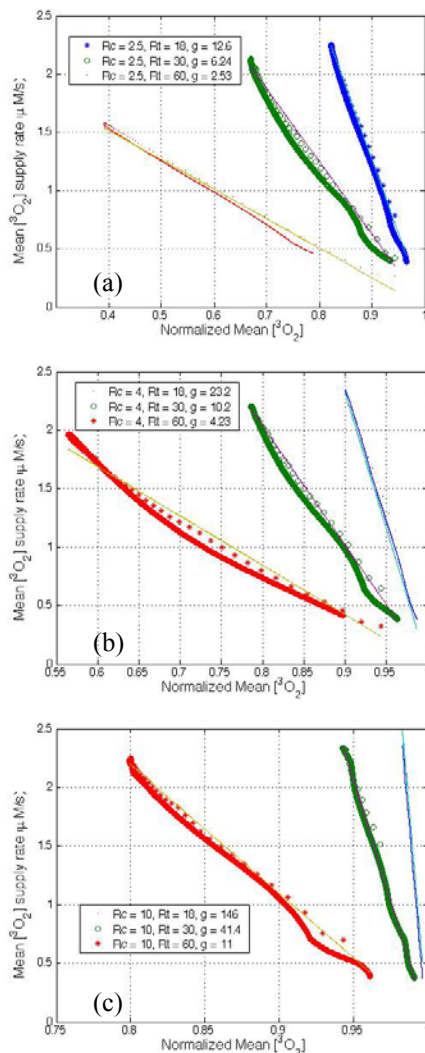 2.5
2
1.5
1
0.5
0
Mean [³O₂] supply rate μ M/s)
Rc = 2.5, Rt = 18, g = 12.6
Rc = 2.5, Rt = 30, g = 6.24
Rc = 2.5, Rt = 60, g = 2.53
(a)
0.4 0.5 0.6 0.7 0.8 0.9 1
Normalized Mean [³O₂]
2.5
2
1.5
1
0.5
0
Mean [³O₂] supply rate μ M/s)
Rc = 4, Rt = 18, g = 23.2
Rc = 4, Rt = 30, g = 10.2
Rc = 4, Rt = 60, g = 4.23
(b)
0.55 0.6 0.65 0.7 0.75 0.8 0.85 0.9 0.95 1
Normalized Mean [³O₂]
2.5
2
1.5
1
0.5
0
Mean [³O₂] supply rate μ M/s)
Rc = 10, Rt = 18, g = 146
Rc = 10, Rt = 30, g = 41.4
Rc = 10, Rt = 60, g = 11
(c)
0.75 0.8 0.85 0.9 0.95
Normalized Mean [³O₂]